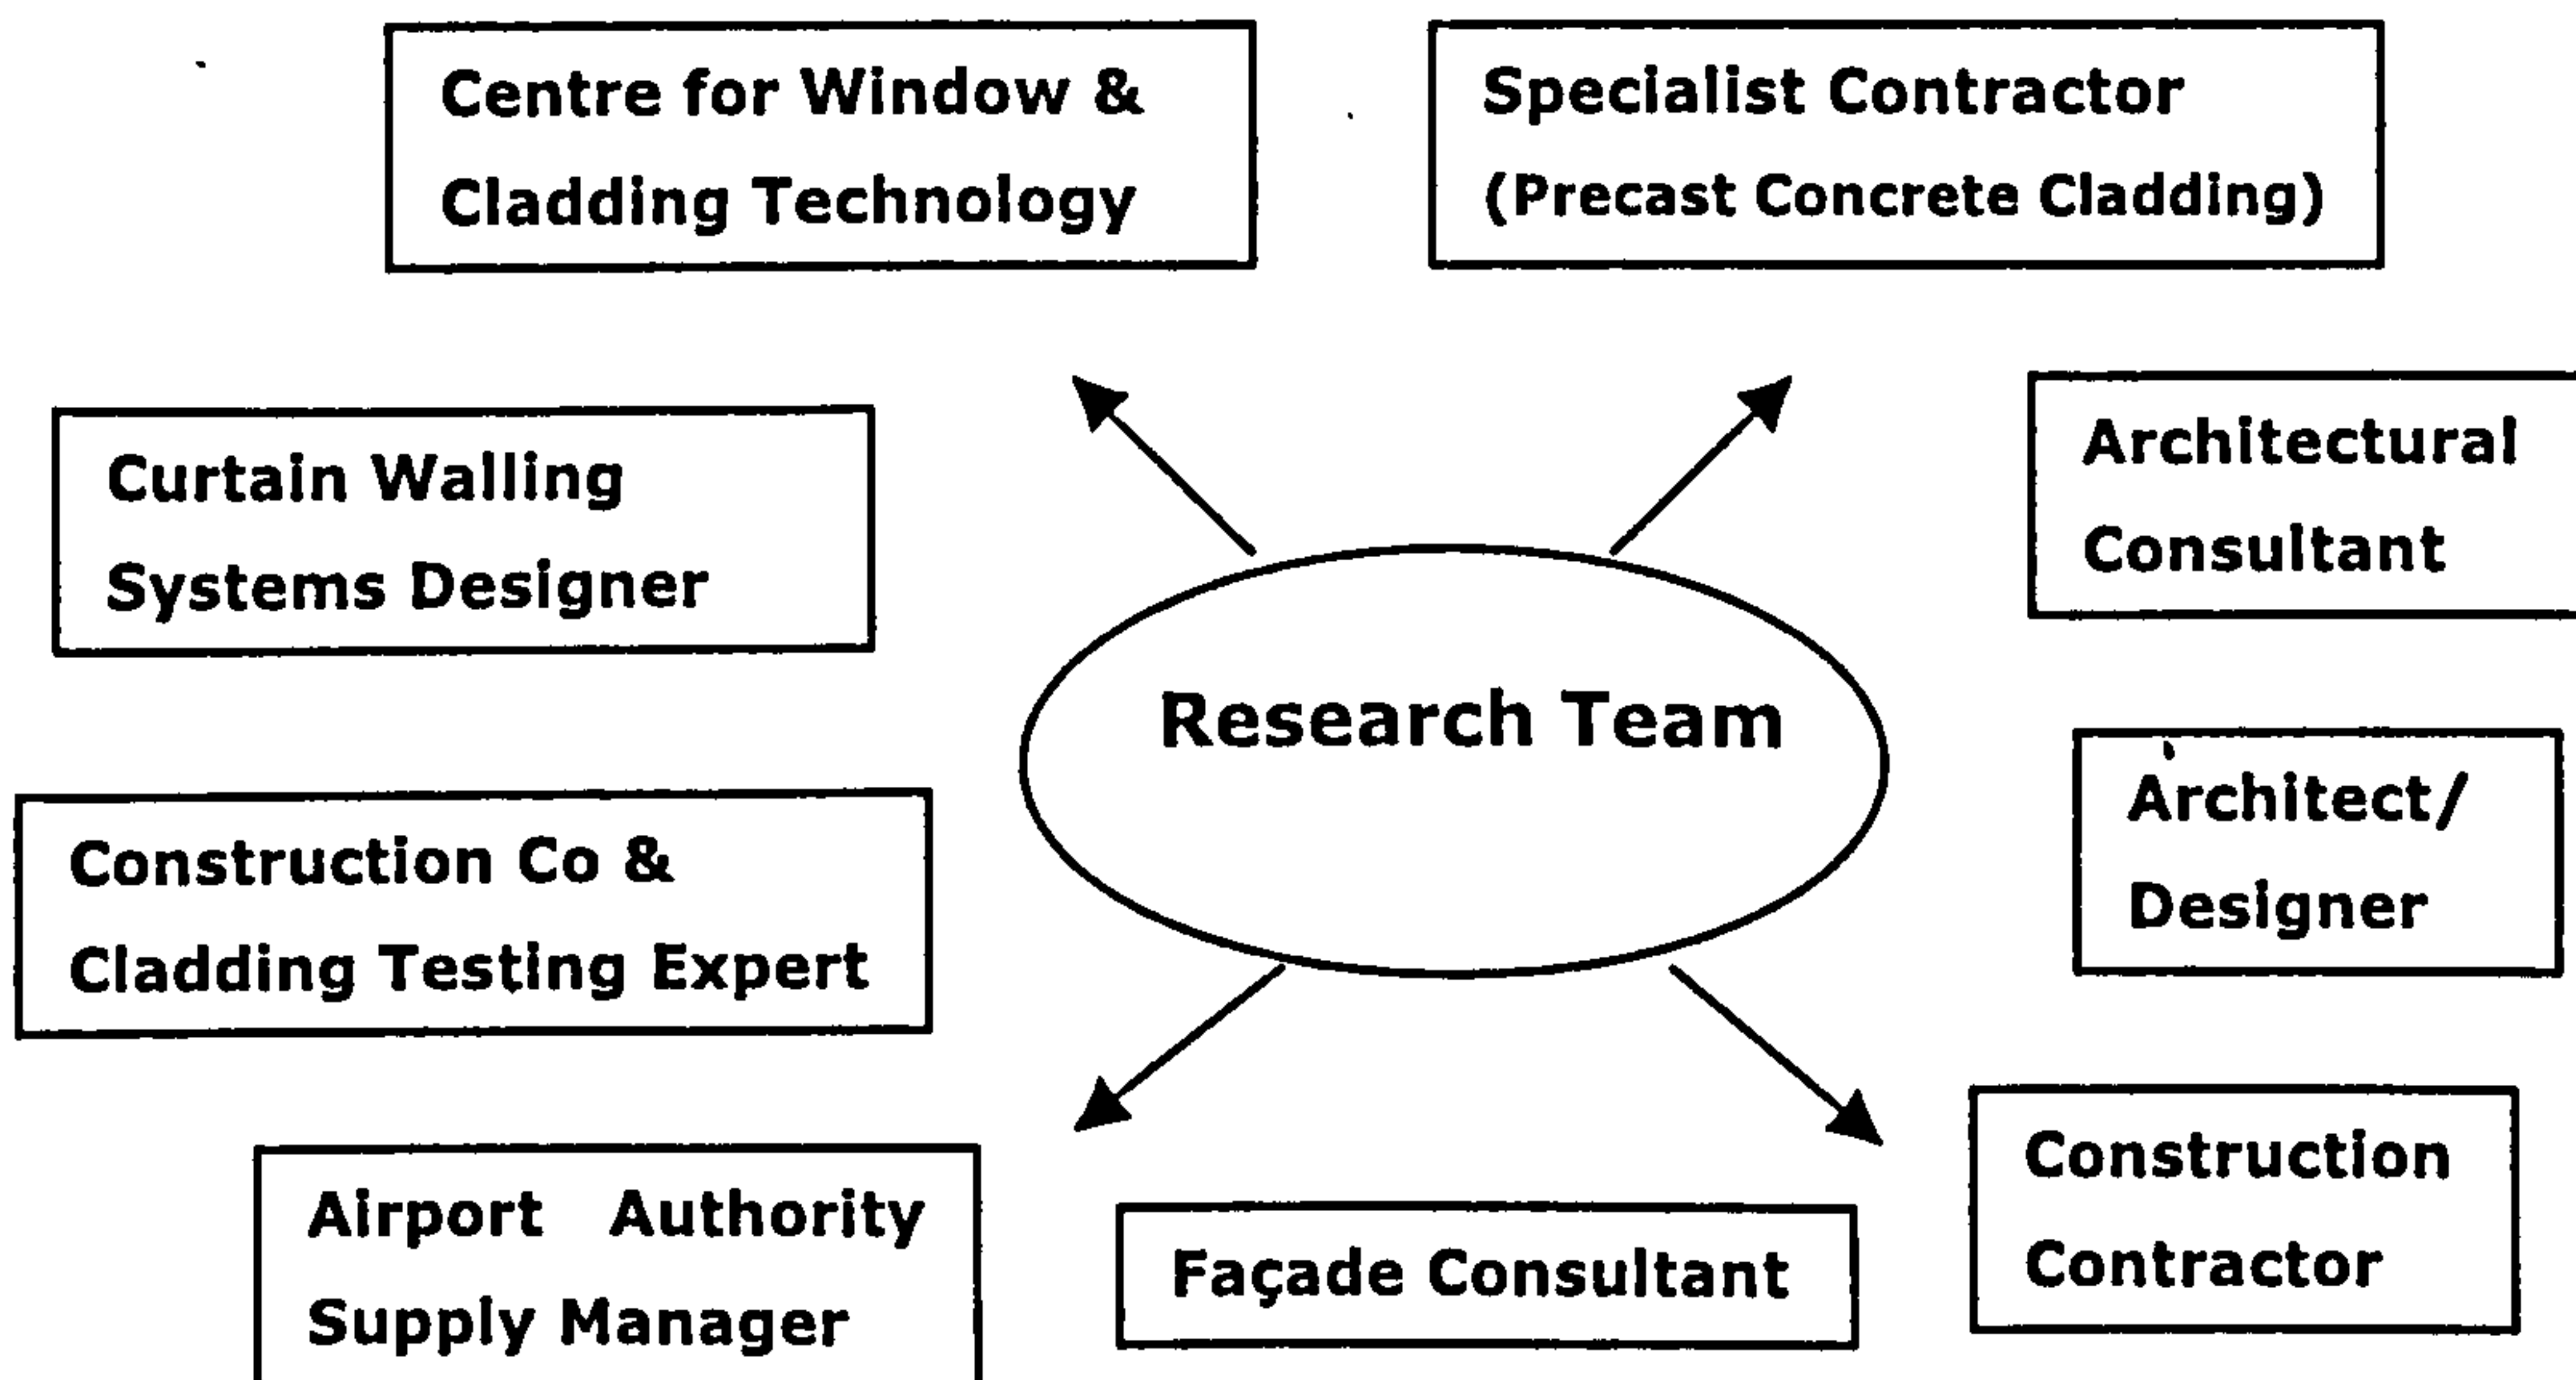 Centre for Window &
Cladding Technology
Specialist Contractor
(Precast Concrete Cladding)
Curtain Walling
Systems Designer
Architectural
Consultant
Research Team
Architect/
Designer
Construction Co &
Cladding Testing Expert
Construction
Contractor
Airport Authority
Supply Manager
Façade Consultant